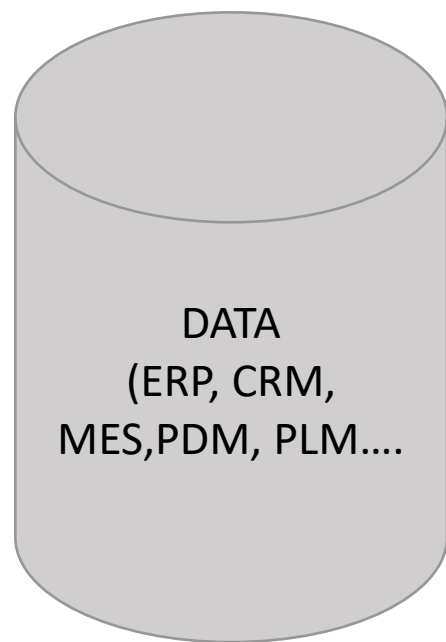 DATA
(ERP, CRM,
MES,PDM, PLM....